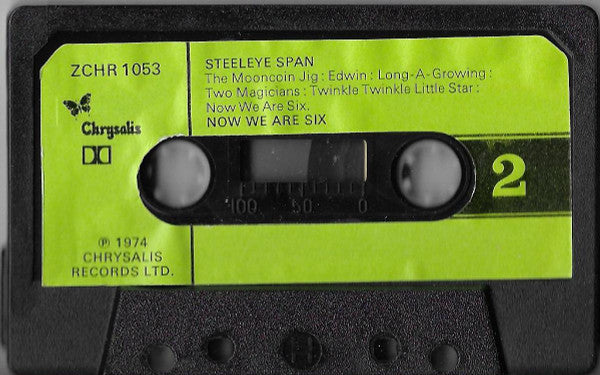 ZCHR 1053
Chrysalis
℗ 1974
CHRYSALIS
RECORDS LTD.
STEELEYE SPAN
The Mooncoin Jig : Edwin : Long-A-Growing :
Two Magicians : Twinkle Twinkle Little Star :
Now We Are Six.
NOW WE ARE SIX
100 50 0
2